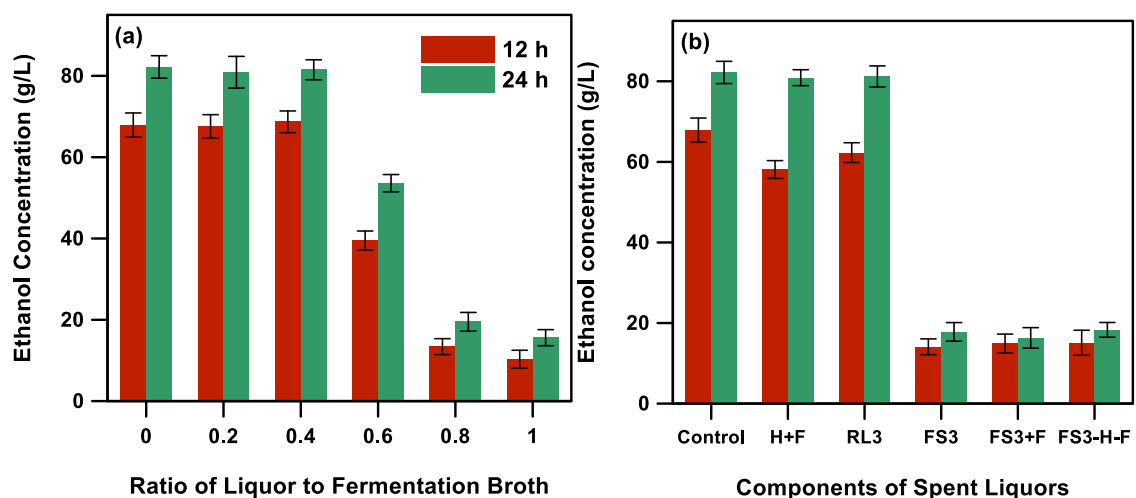 (a)
12 h
24 h
Ethanol Concentration (g/L)
80
60
40
20
0
0 0.2 0.4 0.6 0.8 1
Ratio of Liquor to Fermentation Broth
(b)
Ethanol concentration (g/L)
80
60
40
20
0
Control H+F RL3 FS3 FS3+F FS3-H-F
Components of Spent Liquors